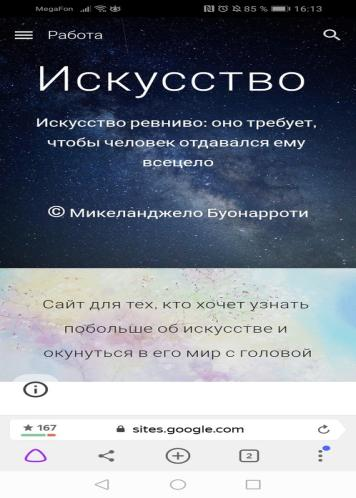 MegaFon 85 % 16:13
Работа
Искусство
Искусство ревниво: оно требует,
чтобы человек отдавался ему
всецело
© Микеланджело Буонарроти
Сайт для тех, кто хочет узнать
побольше об искусстве и
окунуться в его мир с головой
★ 167 sites.google.com
2